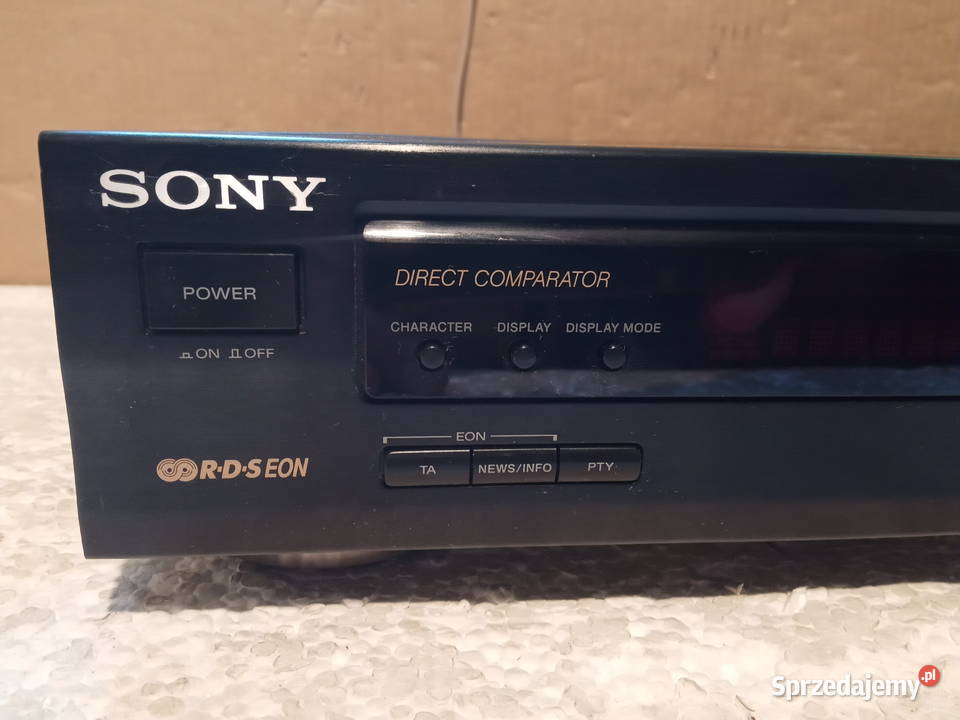 SONY
DIRECT COMPARATOR
POWER
CHARACTER DISPLAY DISPLAY MODE
ON OFF
EON
R·D·S EON
TA NEWS/INFO PTY
Sprzedajemy.pl